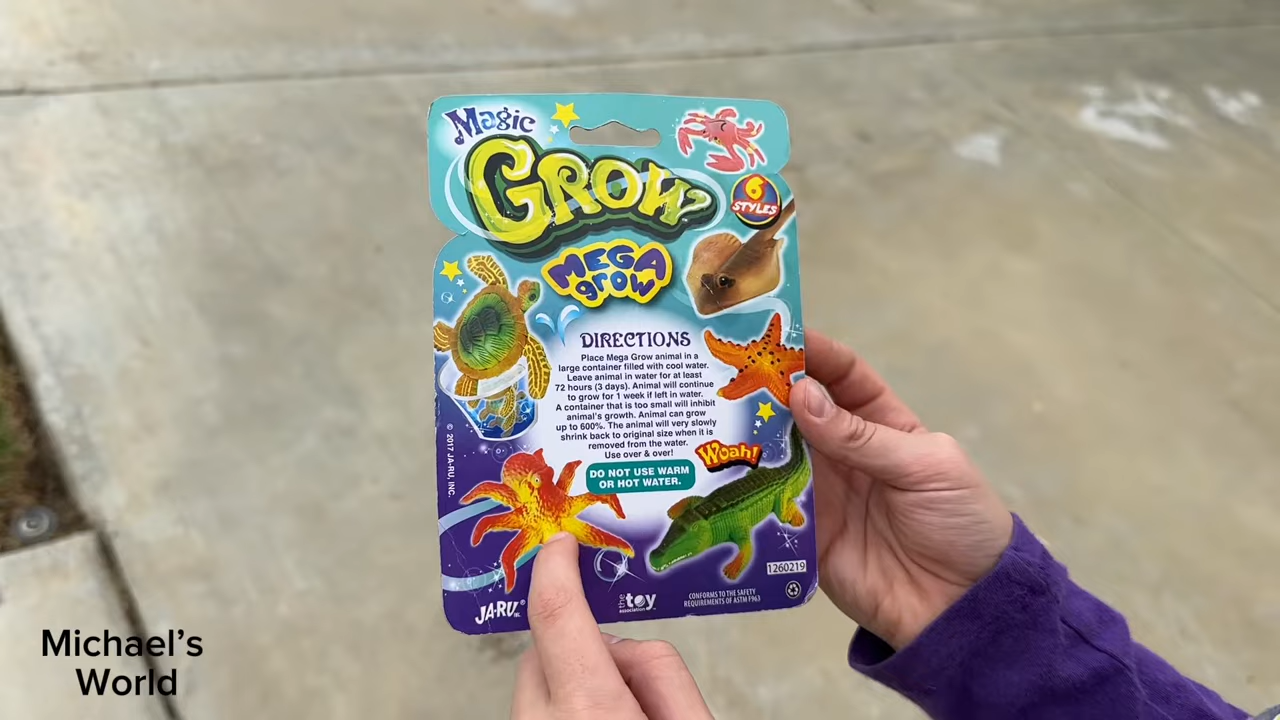 Magic
GROW
6
STYLES
MEGA
grow
DIRECTIONS
Place Mega Grow animal in a
large container filled with cool water.
Leave animal in water for at least
72 hours (3 days). Animal will continue
to grow for 1 week if left in water.
A container that is too small will inhibit
animal's growth. Animal can grow
up to 600%. The animal will very slowly
shrink back to original size when it is
removed from the water.
Use over & over!
Woah!
DO NOT USE WARM
OR HOT WATER.
© 2017 JA-RU, INC.
1260219
JA-RU® INC.
the toy association
CONFORMS TO THE SAFETY
REQUIREMENTS OF ASTM F963
Michael's
World